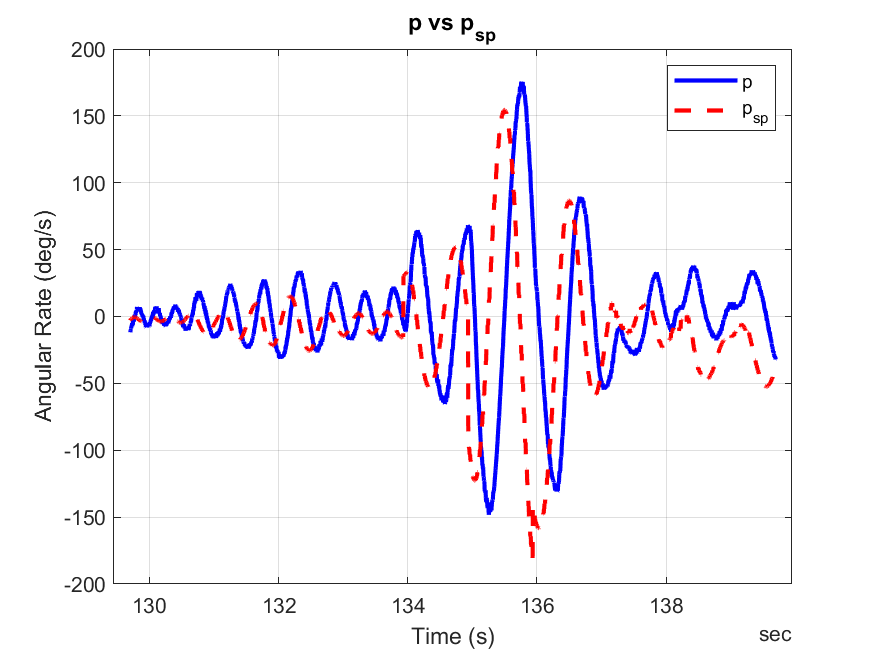 p vs p_sp
200
150
100
50
0
-50
-100
-150
-200
Angular Rate (deg/s)
p
p_sp
130 132 134 136 138
Time (s)
sec